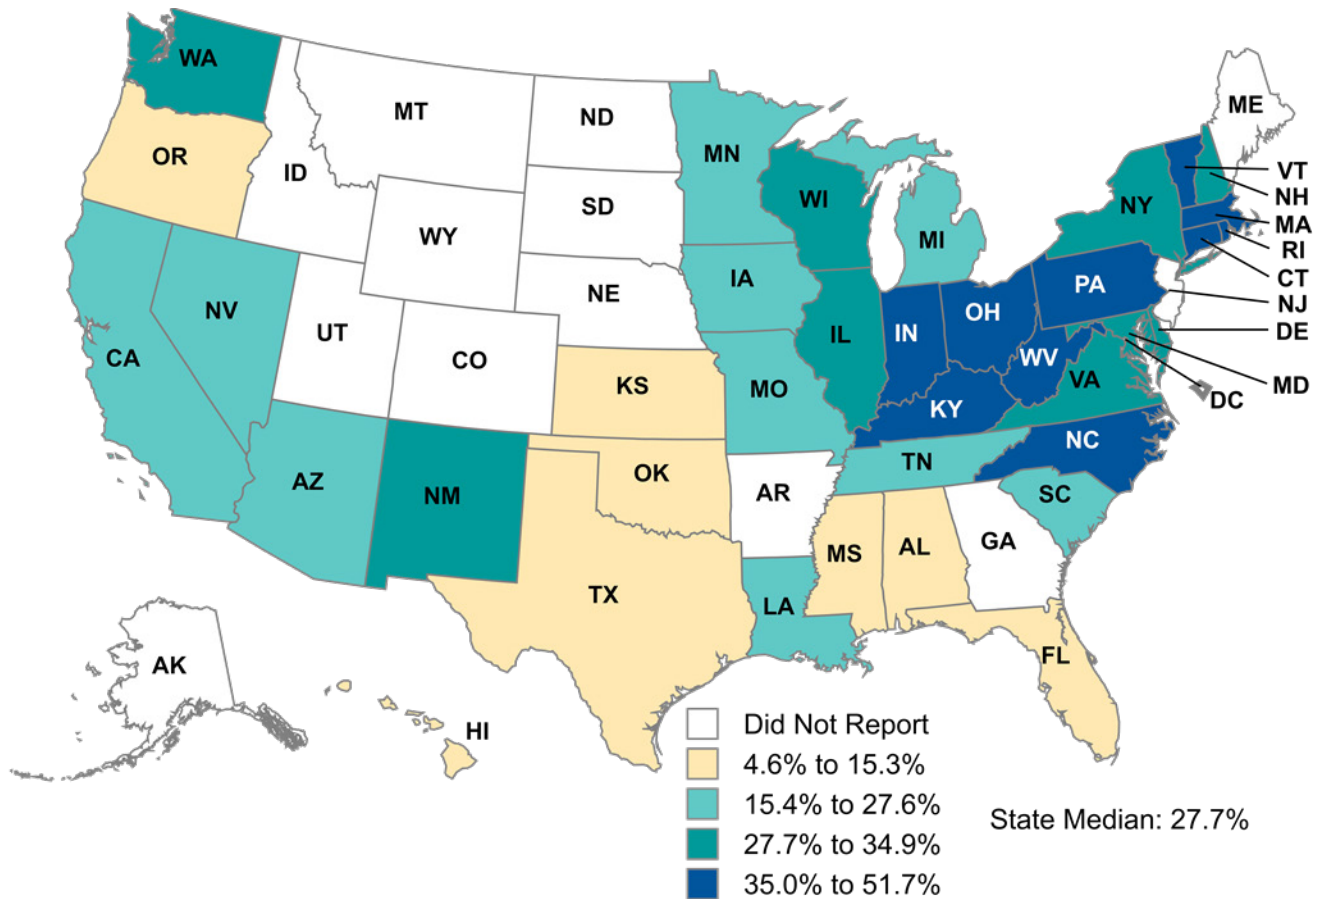 WA
MT
ND
MN
ME
OR
ID
SD
WI
MI
NY
VT
NH
MA
RI
CT
NJ
DE
MD
DC
WY
NE
IA
PA
NV
UT
CO
IL
IN
OH
WV
VA
CA
KS
MO
KY
NC
AZ
NM
OK
AR
TN
SC
TX
LA
MS
AL
GA
AK
HI
FL
Did Not Report
4.6% to 15.3%
15.4% to 27.6%
27.7% to 34.9%
35.0% to 51.7%
State Median: 27.7%